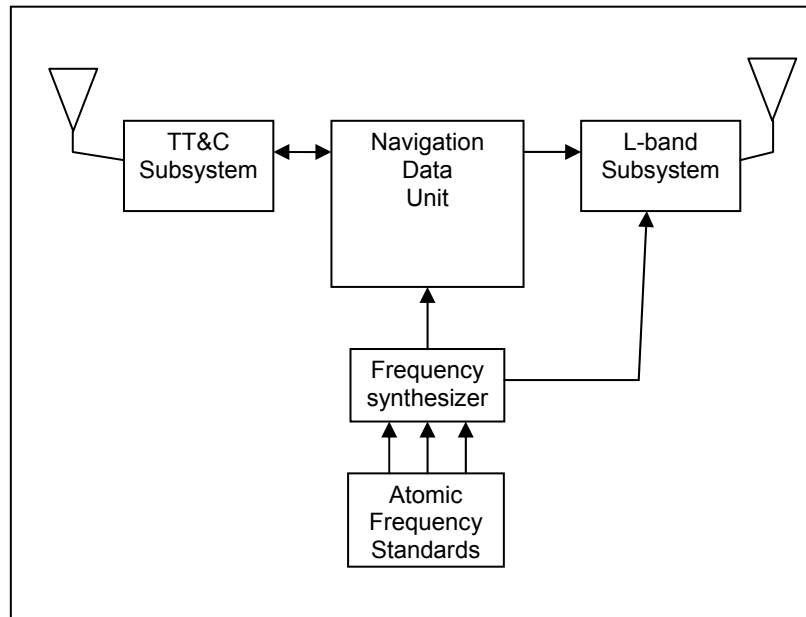 TT&C
Subsystem
Navigation
Data
Unit
L-band
Subsystem
Frequency
synthesizer
Atomic
Frequency
Standards